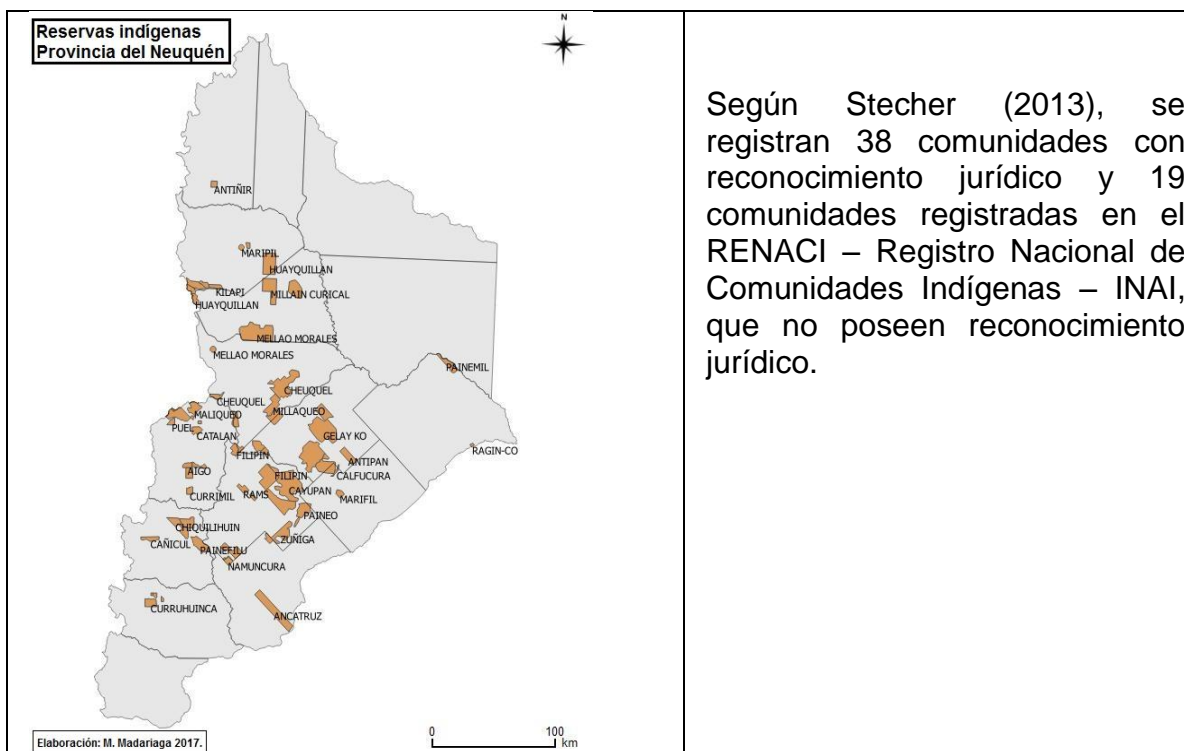 Reservas indígenas
Provincia del Neuquén
N
ANTIÑIR
MARIPIL
HUAYQUILLAN
KILAPI
MILLAIN CURICAL
HUAYQUILLAN
MELLAO MORALES
MELLAO MORALES
PAINEMIL
CHEUQUEL
CHEUQUEL
MALIQUEO
MILLAQUEO
PUEL
CATALAN
GELAY KO
RAGIN-CO
FILIPIN
ANTIPAN
AIGO
FILIPIN
CALFUCURA
CURRIMIL
RAMS
CAYUPAN
MARIFIL
PAINEO
CHIQUILIHUIN
CAÑICUL
ZUÑIGA
PAINEFILU
NAMUNCURA
CURRUHUINCA
ANCATRUZ
0 100
km
Elaboración: M. Madariaga 2017.
Según Stecher (2013), se
registran 38 comunidades con
reconocimiento jurídico y 19
comunidades registradas en el
RENACI – Registro Nacional de
Comunidades Indígenas – INAI,
que no poseen reconocimiento
jurídico.